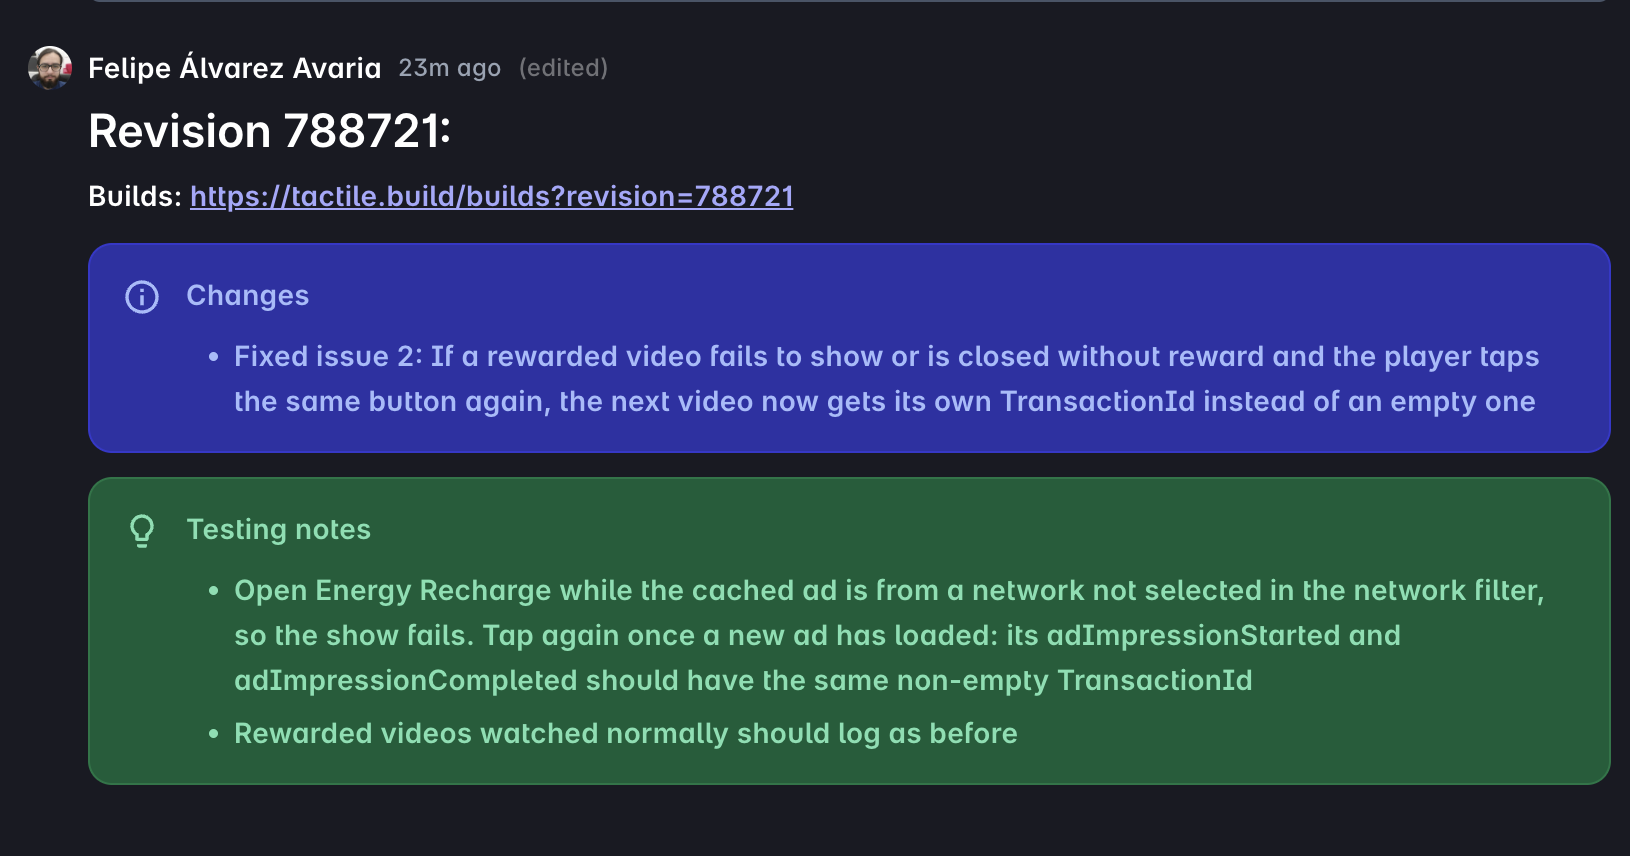 Felipe Álvarez Avaria 23m ago (edited)
Revision 788721:
Builds: https://tactile.build/builds?revision=788721
Changes
• Fixed issue 2: If a rewarded video fails to show or is closed without reward and the player taps
the same button again, the next video now gets its own TransactionId instead of an empty one
Testing notes
• Open Energy Recharge while the cached ad is from a network not selected in the network filter,
so the show fails. Tap again once a new ad has loaded: its adImpressionStarted and
adImpressionCompleted should have the same non-empty TransactionId
• Rewarded videos watched normally should log as before